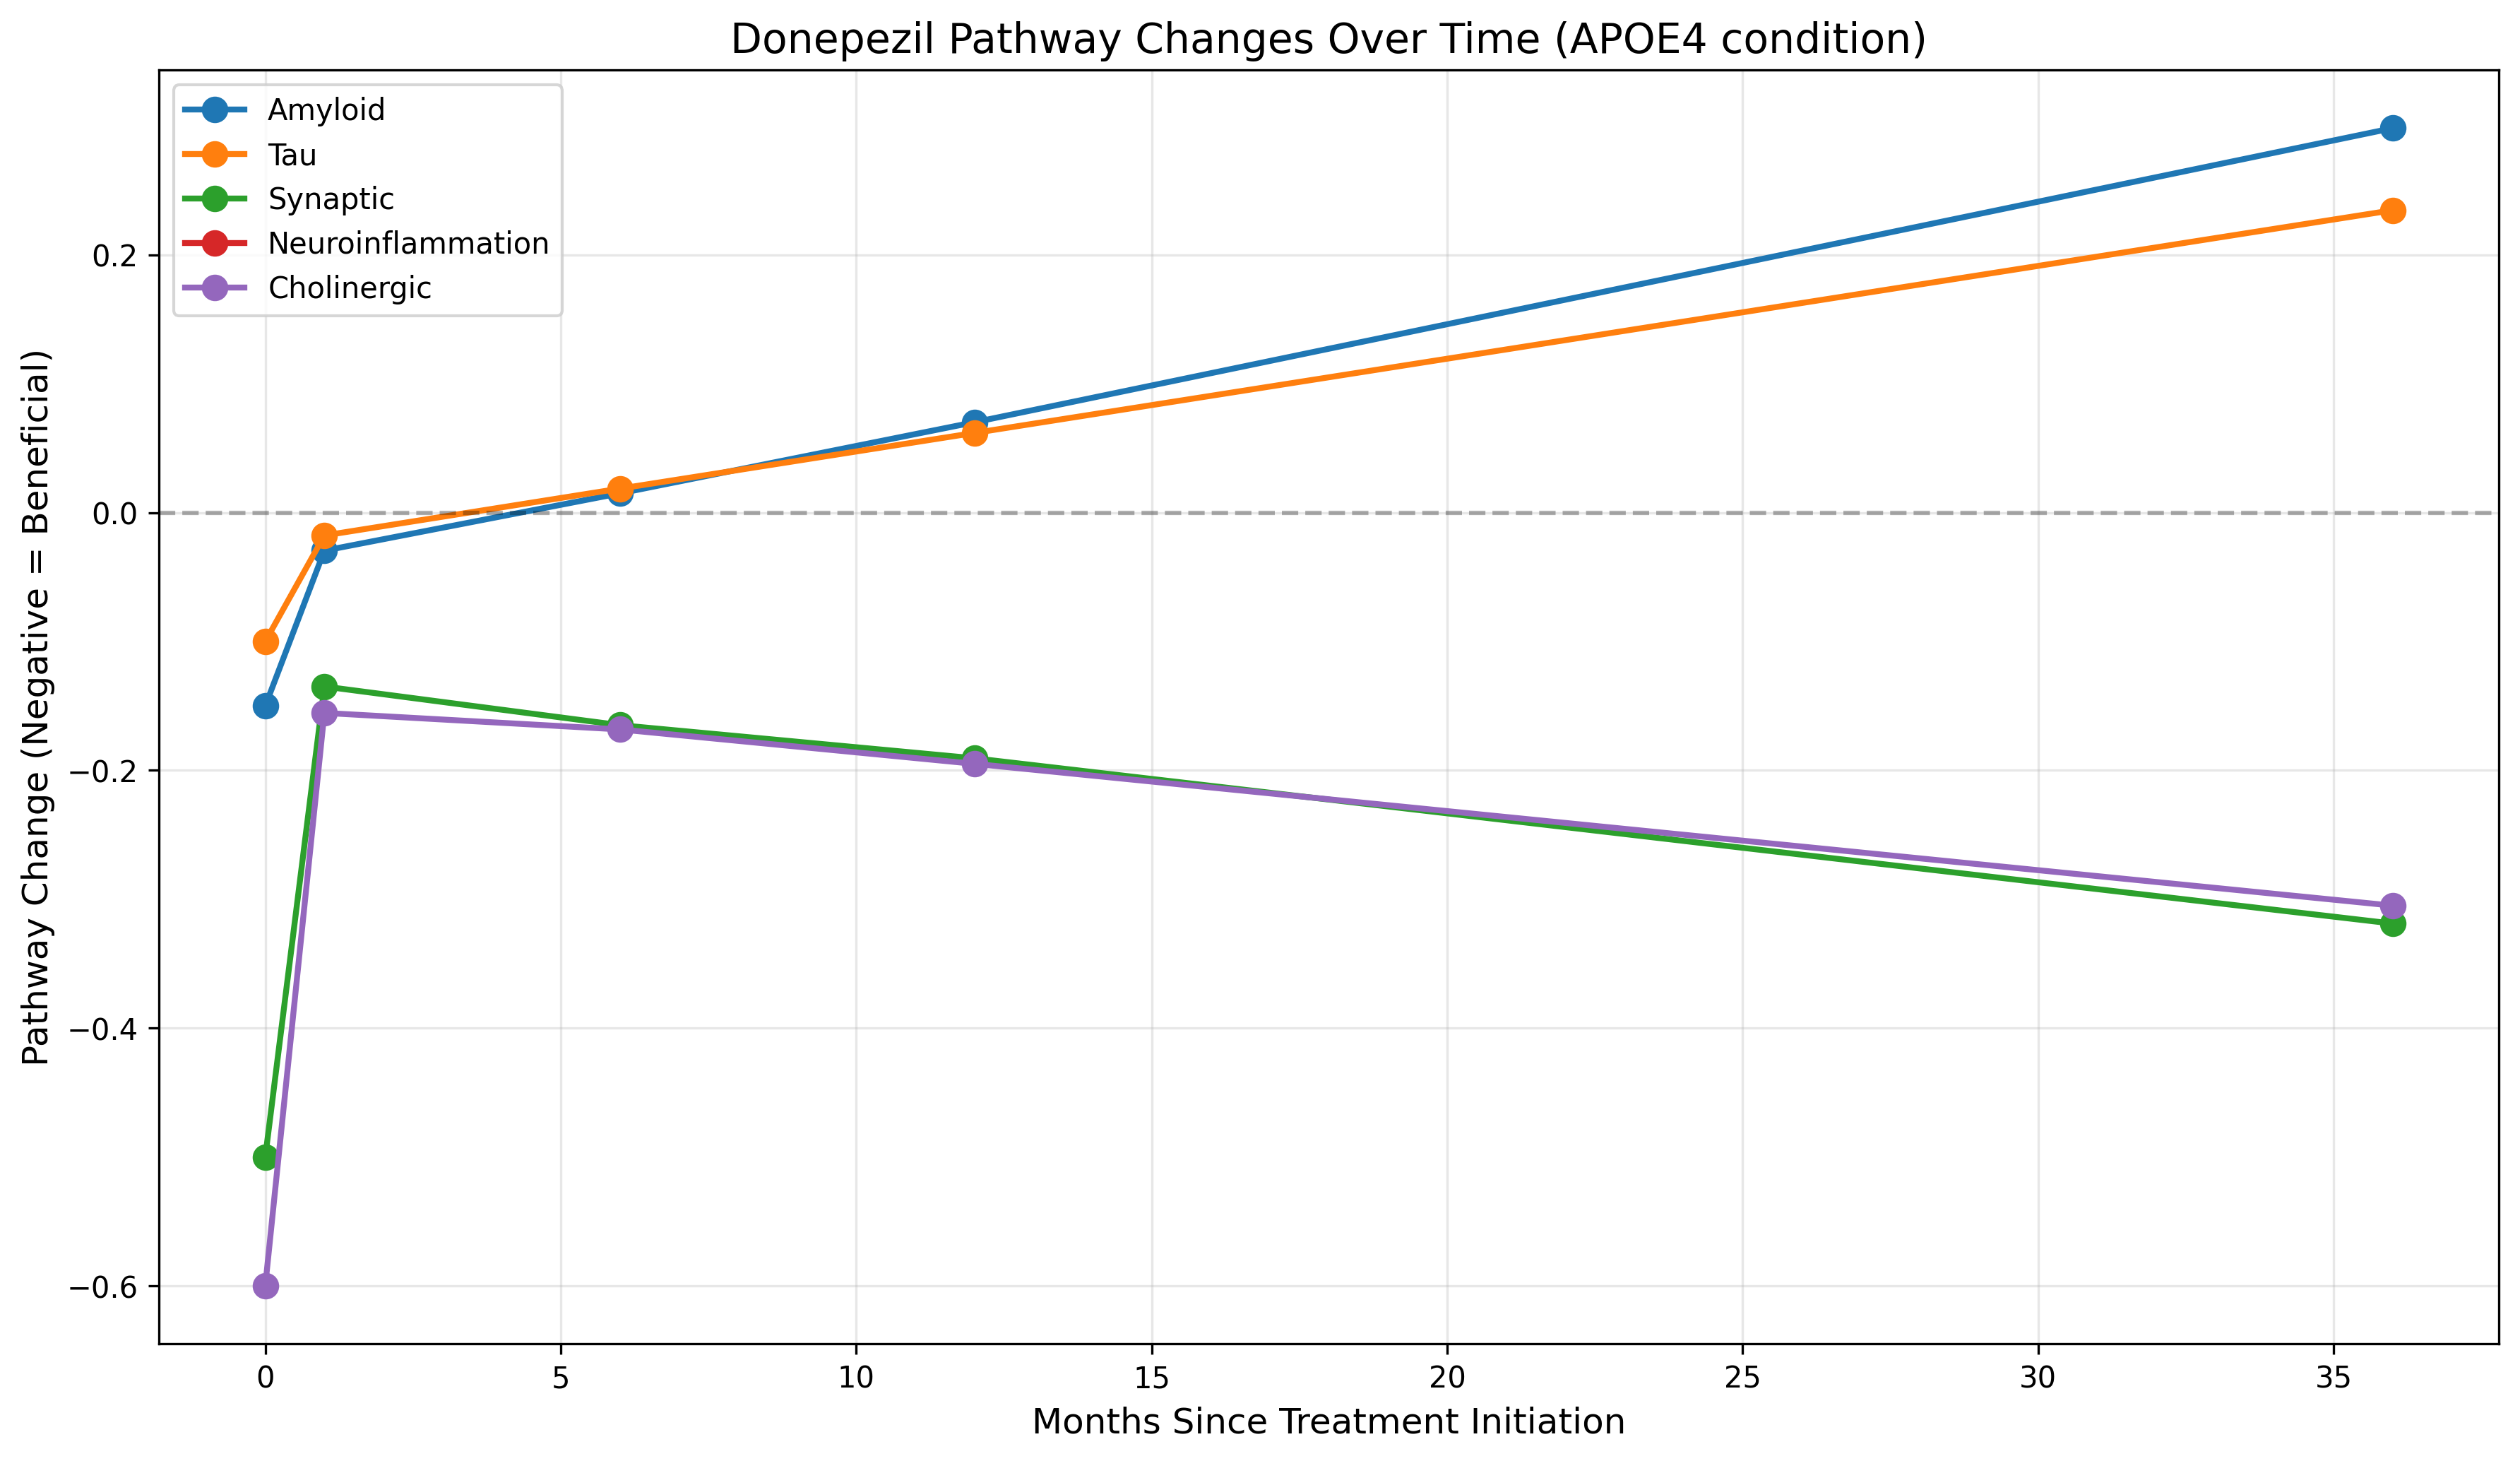 Donepezil Pathway Changes Over Time (APOE4 condition)
Amyloid
Tau
Synaptic
Neuroinflammation
Cholinergic
Pathway Change (Negative = Beneficial)
0.2
0.0
−0.2
−0.4
−0.6
0 5 10 15 20 25 30 35
Months Since Treatment Initiation